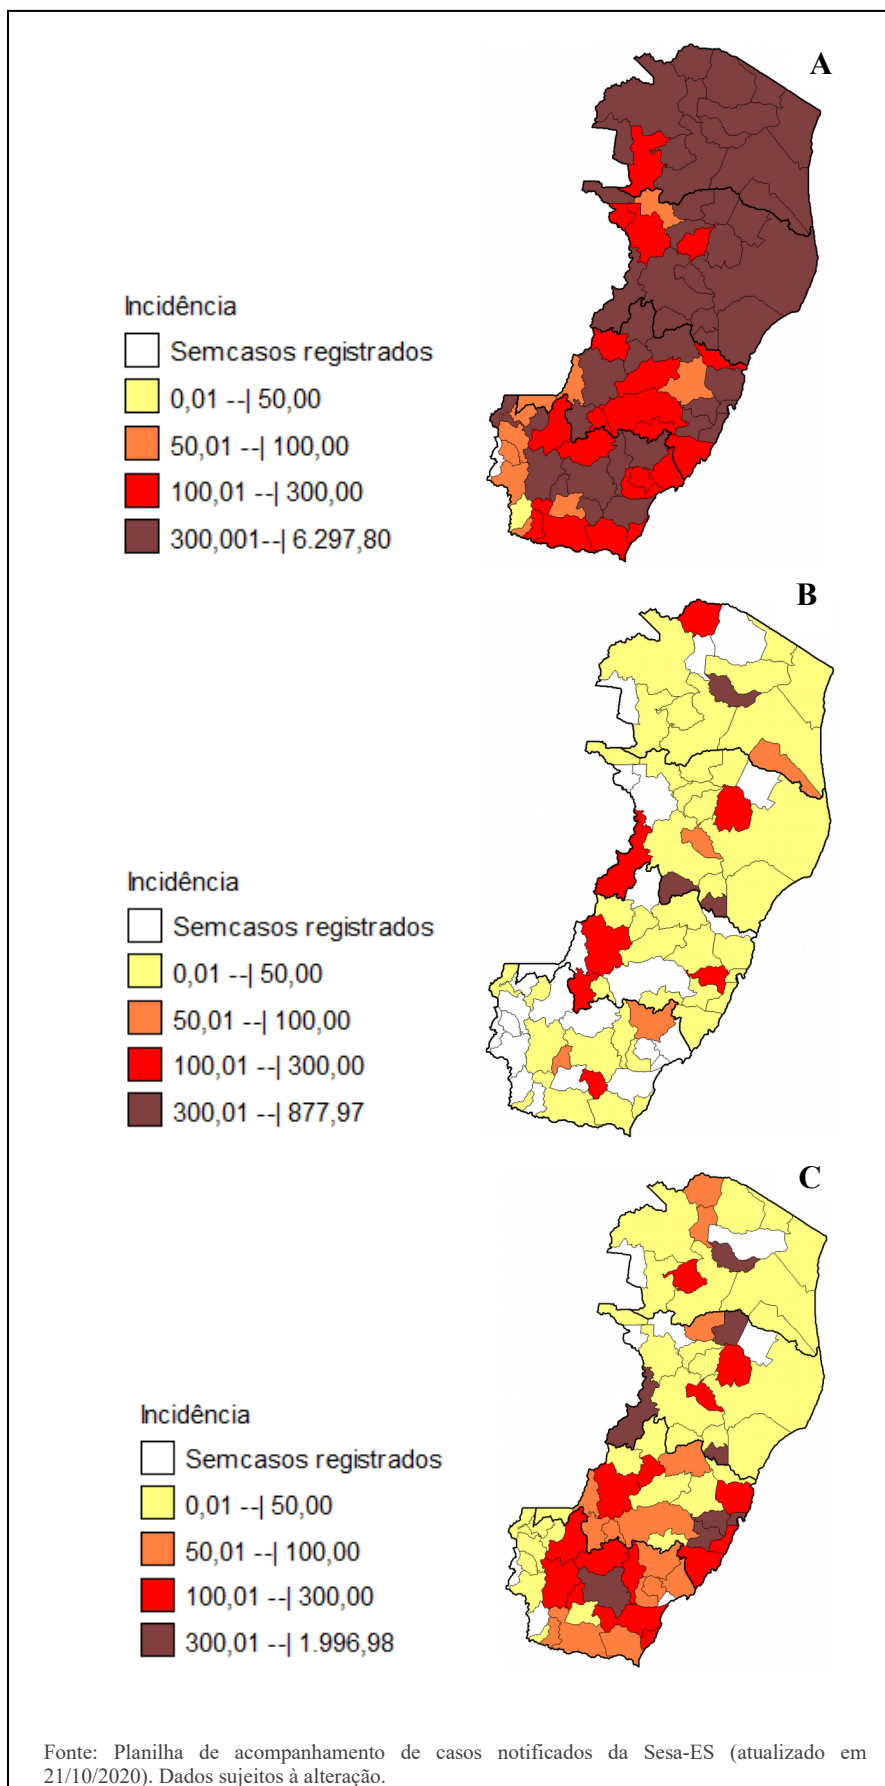 A
Incidência
Semcasos registrados
0,01 --| 50,00
50,01 --| 100,00
100,01 --| 300,00
300,001--| 6.297,80
B
Incidência
Semcasos registrados
0,01 --| 50,00
50,01 --| 100,00
100,01 --| 300,00
300,01 --| 877,97
C
Incidência
Semcasos registrados
0,01 --| 50,00
50,01 --| 100,00
100,01 --| 300,00
300,01 --| 1.996,98
Fonte: Planilha de acompanhamento de casos notificados da Sesa-ES (atualizado em
21/10/2020). Dados sujeitos à alteração.